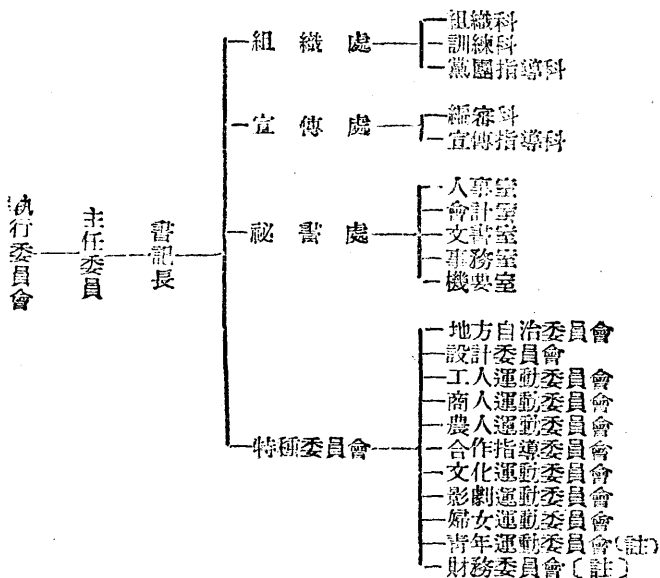 執行委員會
主任委員
書記長
組織處
組織科
訓練科
黨團指導科
宣傳處
編審科
宣傳指導科
祕書處
人事室
會計室
文書室
事務室
機要室
特種委員會
地方自治委員會
設計委員會
工人運動委員會
商人運動委員會
農人運動委員會
合作指導委員會
文化運動委員會
影劇運動委員會
婦女運動委員會
青年運動委員會(註)
財務委員會〔註〕